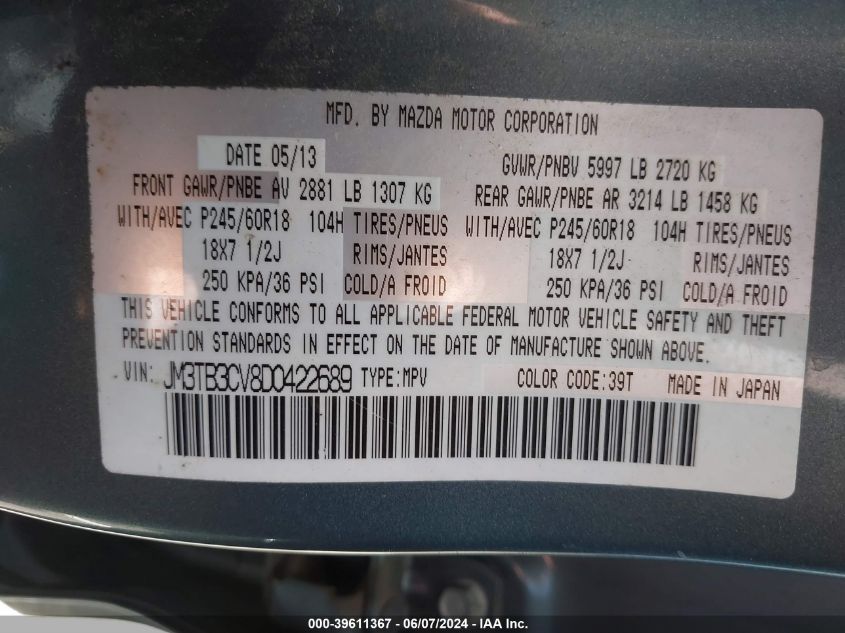 MFD. BY MAZDA MOTOR CORPORATION
DATE 05/13 GVWR/PNBV 5997 LB 2720 KG
FRONT GAWR/PNBE AV 2881 LB 1307 KG REAR GAWR/PNBE AR 3214 LB 1458 KG
WITH/AVEC P245/60R18 104H TIRES/PNEUS WITH/AVEC P245/60R18 104H TIRES/PNEUS
18X7 1/2J RIMS/JANTES 18X7 1/2J RIMS/JANTES
250 KPA/36 PSI COLD/A FROID 250 KPA/36 PSI COLD/A FROID
THIS VEHICLE CONFORMS TO ALL APPLICABLE FEDERAL MOTOR VEHICLE SAFETY AND THEFT
PREVENTION STANDARDS IN EFFECT ON THE DATE OF MANUFACTURE SHOWN ABOVE.
VIN: JM3TB3CV8D0422689 TYPE:MPV COLOR CODE:39T MADE IN JAPAN
000-39611367 - 06/07/2024 - IAA Inc.